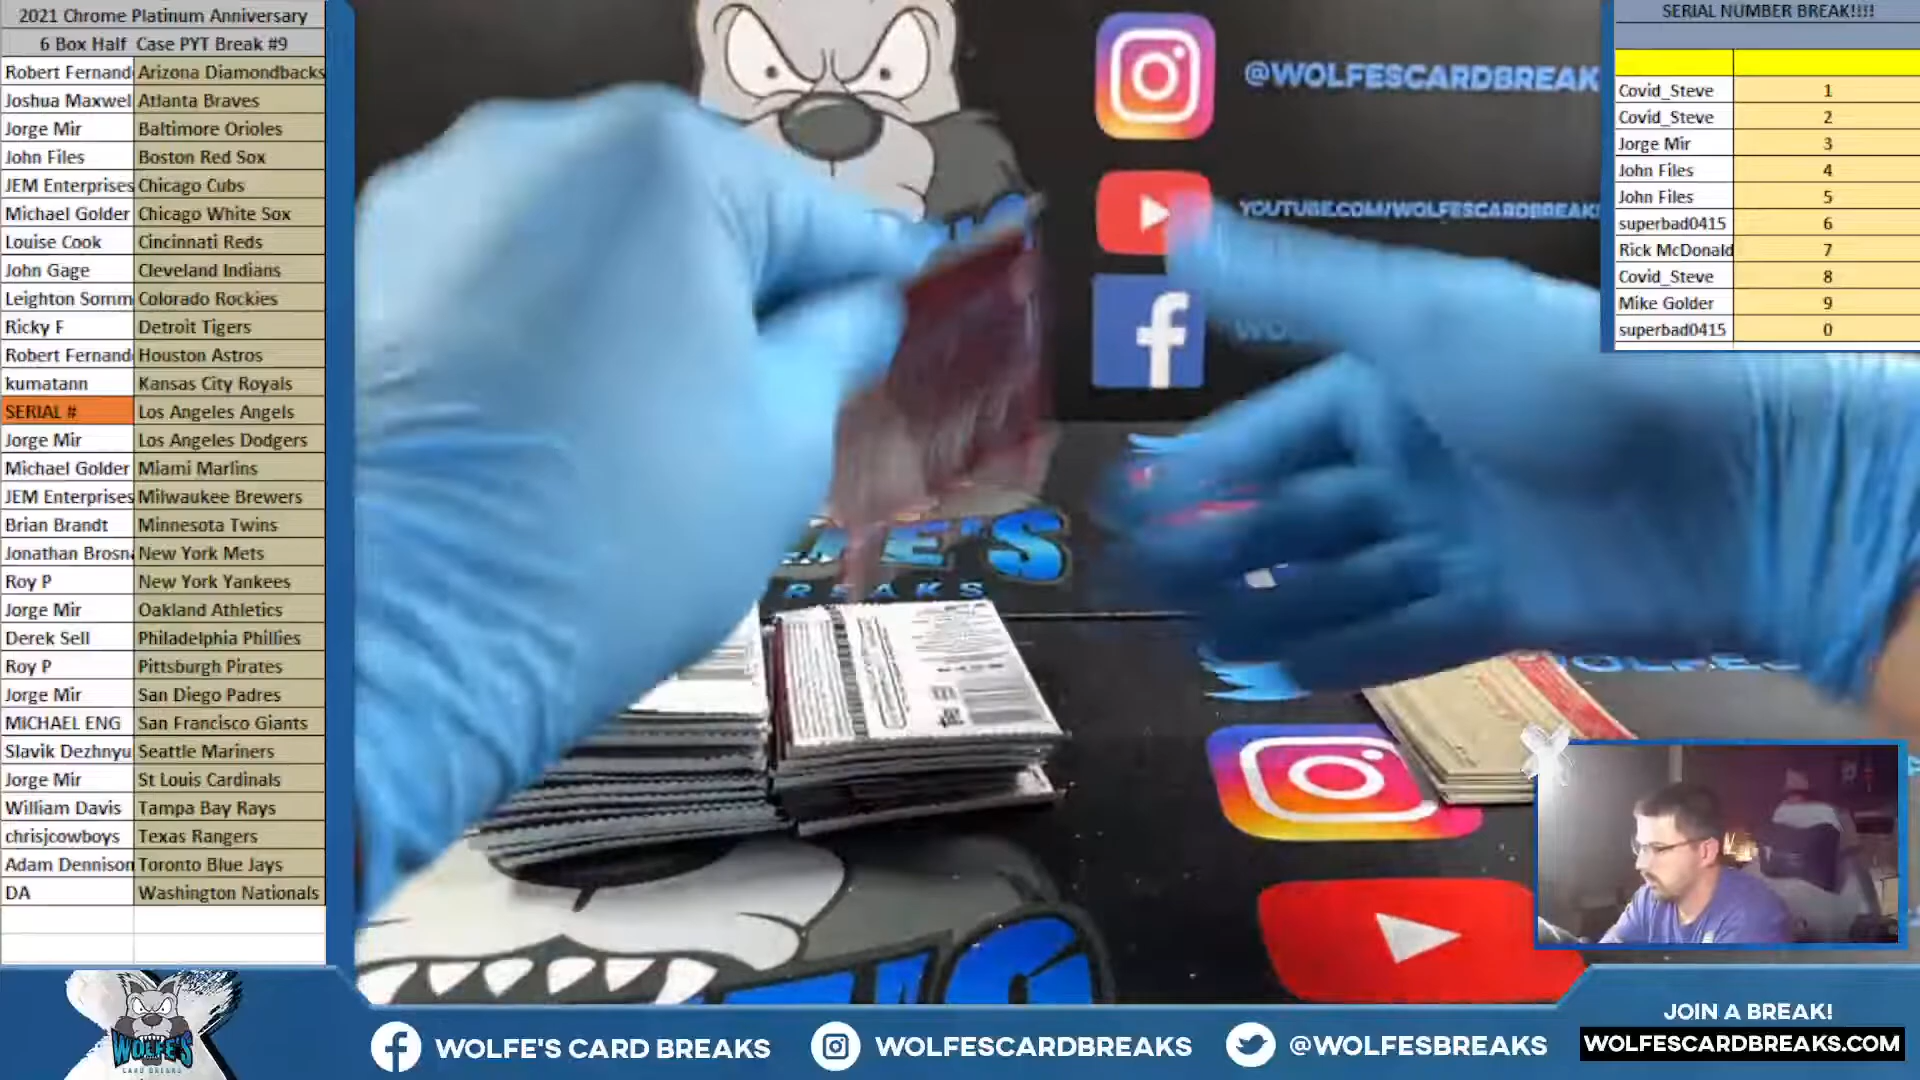 2021 Chrome Platinum Anniversary
6 Box Half Case PYT Break #9
Robert Fernand Arizona Diamondbacks
Joshua Maxwel Atlanta Braves
Jorge Mir Baltimore Orioles
John Files Boston Red Sox
JEM Enterprises Chicago Cubs
Michael Golder Chicago White Sox
Louise Cook Cincinnati Reds
John Gage Cleveland Indians
Leighton Somm Colorado Rockies
Ricky F Detroit Tigers
Robert Fernand Houston Astros
kumatann Kansas City Royals
SERIAL # Los Angeles Angels
Jorge Mir Los Angeles Dodgers
Michael Golder Miami Marlins
JEM Enterprises Milwaukee Brewers
Brian Brandt Minnesota Twins
Jonathan Brosn New York Mets
Roy P New York Yankees
Jorge Mir Oakland Athletics
Derek Sell Philadelphia Phillies
Roy P Pittsburgh Pirates
Jorge Mir San Diego Padres
MICHAEL ENG San Francisco Giants
Slavik Dezhnyu Seattle Mariners
Jorge Mir St Louis Cardinals
William Davis Tampa Bay Rays
chrisjcowboys Texas Rangers
Adam Dennison Toronto Blue Jays
DA Washington Nationals
@WOLFESCARDBREAK
YOUTUBE.COM/WOLFESCARDBREAK
SERIAL NUMBER BREAK!!!!
Covid_Steve 1
Covid_Steve 2
Jorge Mir 3
John Files 4
John Files 5
superbad0415 6
Rick McDonald 7
Covid_Steve 8
Mike Golder 9
superbad0415 0
WOLFE'S
CARD BREAKS
WOLFE'S CARD BREAKS
WOLFESCARDBREAKS
@WOLFESBREAKS
JOIN A BREAK!
WOLFESCARDBREAKS.COM